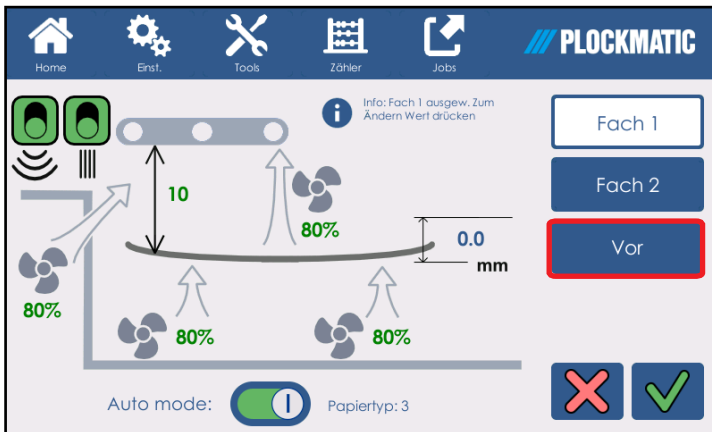 Home
Einst.
Tools
Zähler
Jobs
PLOCKMATIC
Info: Fach 1 ausgew. Zum
Ändern Wert drücken
Fach 1
Fach 2
Vor
10
80%
0.0
mm
80%
80%
80%
Auto mode:
Papiertyp: 3